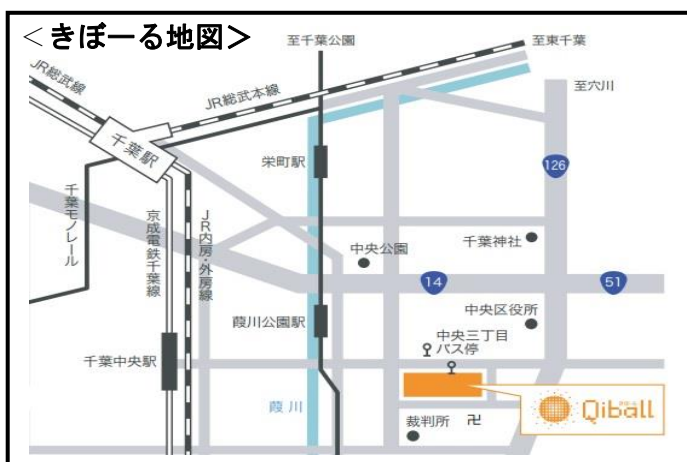 <きぼーる地図>
至千葉公園
至東千葉
JR総武線
JR総武本線
至穴川
千葉駅
栄町駅
126
千葉モノレール
京成電鉄千葉線
JR内房・外房線
中央公園
千葉神社
14
51
葭川公園駅
中央区役所
中央三丁目
バス停
千葉中央駅
葭川
Qiball
裁判所
卍